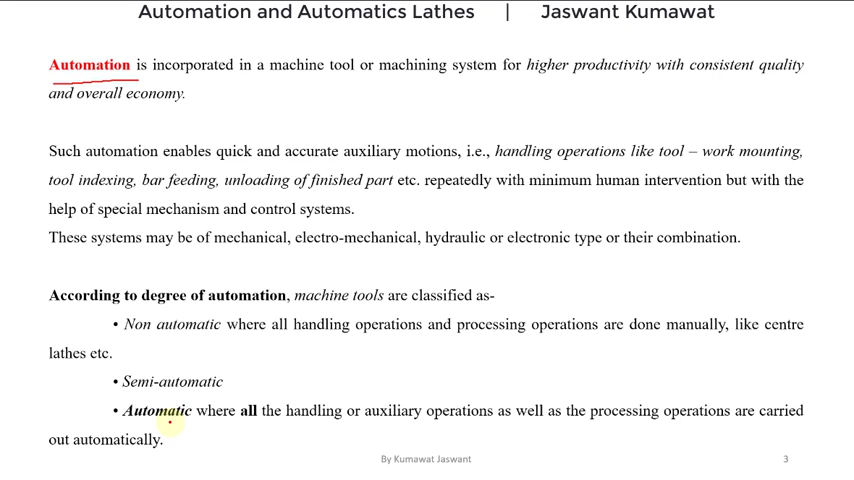 Automation and Automatics Lathes | Jaswant Kumawat
Automation is incorporated in a machine tool or machining system for higher productivity with consistent quality
and overall economy.
Such automation enables quick and accurate auxiliary motions, i.e., handling operations like tool – work mounting,
tool indexing, bar feeding, unloading of finished part etc. repeatedly with minimum human intervention but with the
help of special mechanism and control systems.
These systems may be of mechanical, electro-mechanical, hydraulic or electronic type or their combination.
According to degree of automation, machine tools are classified as-
• Non automatic where all handling operations and processing operations are done manually, like centre
lathes etc.
• Semi-automatic
• Automatic where all the handling or auxiliary operations as well as the processing operations are carried
out automatically.
By Kumawat Jaswant 3